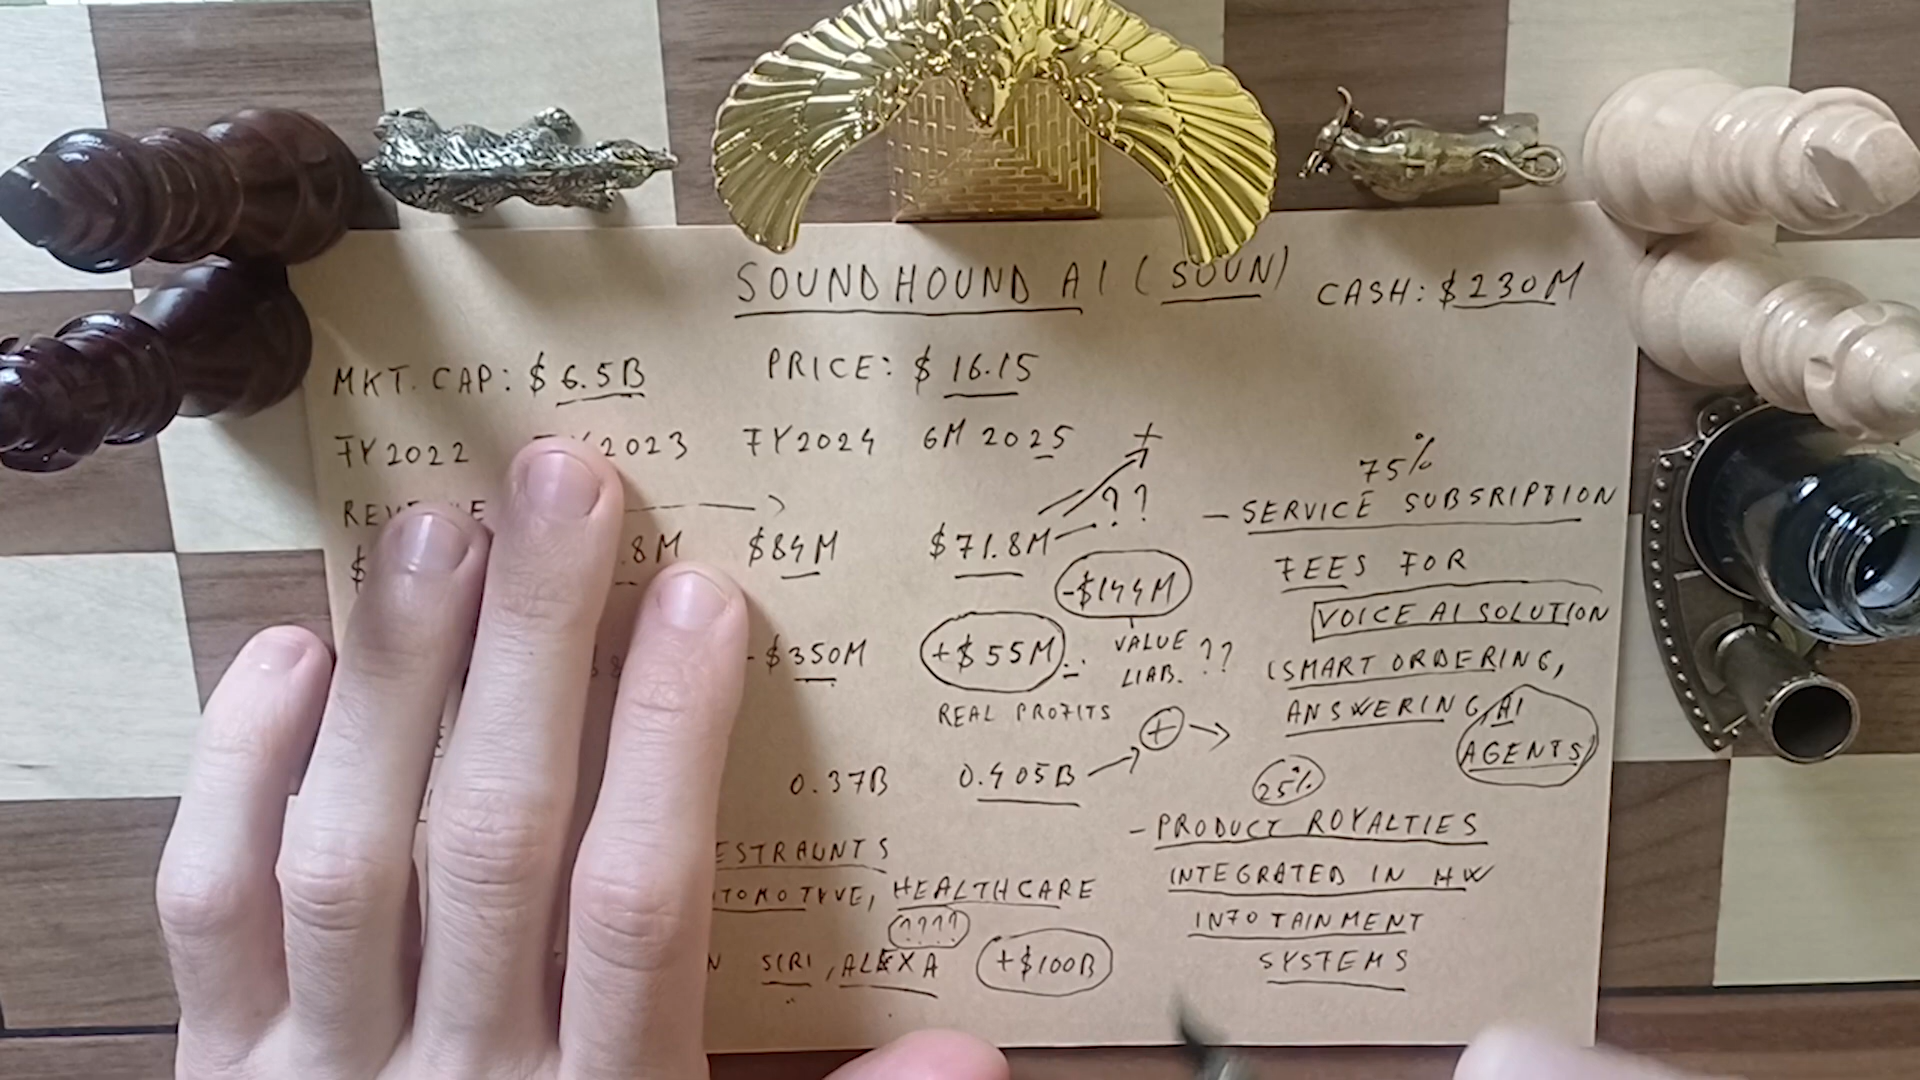 SOUNDHOUND AI (SOUN)
CASH: $230M
MKT. CAP: $6.5B
PRICE: $16.15
FY2022
2023
FY2024
6M 2025
+
??
$
.8M
$84M
$71.8M
-$144M
VALUE
LIAB. ??
-$350M
+$55M
REAL PROFITS
0.37B
0.405B
+
HEALTHCARE
????
SIRI, ALEXA
+$100B
75%
- SERVICE SUBSRIPTION
FEES FOR
VOICE AI SOLUTION
(SMART ORDERING,
ANSWERING, AI
AGENTS)
25%
- PRODUCT ROYALTIES
INTEGRATED IN HW
INFOTAINMENT
SYSTEMS